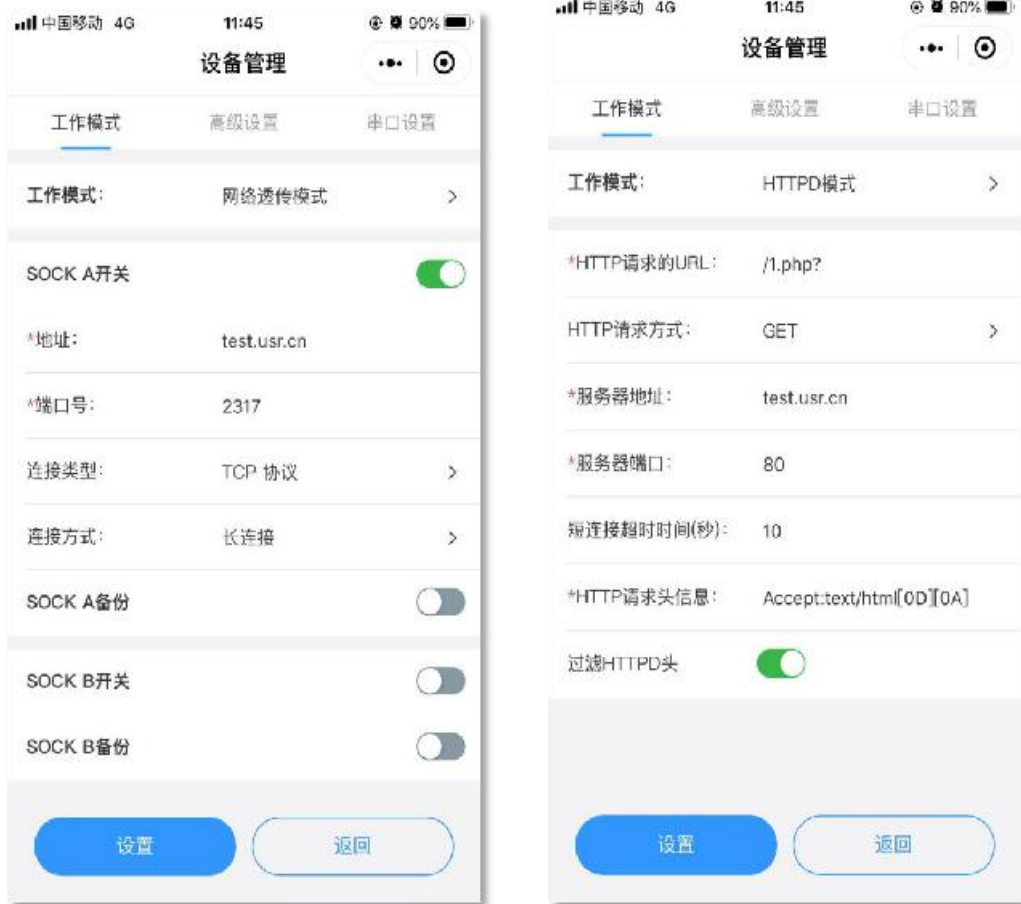 中国移动 4G 11:45 90%
设备管理
工作模式 高级设置 串口设置
工作模式: 网络透传模式
SOCK A开关
*地址: test.usr.cn
*端口号: 2317
连接类型: TCP 协议
连接方式: 长连接
SOCK A备份
SOCK B开关
SOCK B备份
设置 返回
中国移动 4G 11:45 90%
设备管理
工作模式 高级设置 串口设置
工作模式: HTTPD模式
*HTTP请求的URL: /1.php?
HTTP请求方式: GET
*服务器地址: test.usr.cn
*服务器端口: 80
短连接超时时间(秒): 10
*HTTP请求头信息: Accept:text/html[0D][0A]
过滤HTTPD头
设置 返回